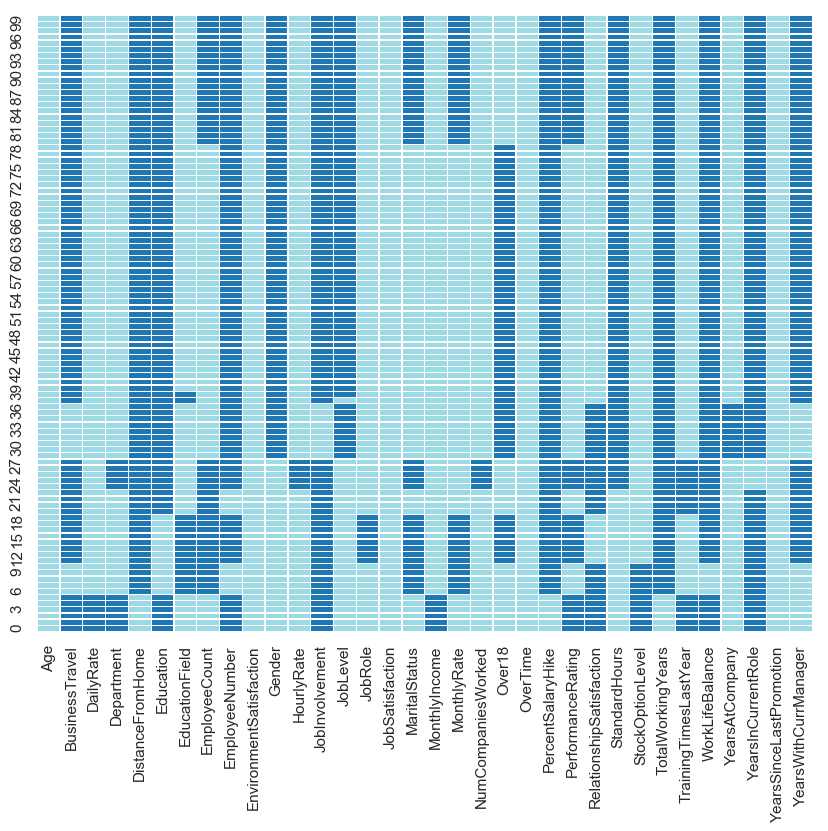 99
96
93
90
87
84
81
78
75
72
69
66
63
60
57
54
51
48
45
42
39
36
33
30
27
24
21
18
15
12
9
6
3
0
Age
BusinessTravel
DailyRate
Department
DistanceFromHome
Education
EducationField
EmployeeCount
EmployeeNumber
EnvironmentSatisfaction
Gender
HourlyRate
JobInvolvement
JobLevel
JobRole
JobSatisfaction
MaritalStatus
MonthlyIncome
MonthlyRate
NumCompaniesWorked
Over18
OverTime
PercentSalaryHike
PerformanceRating
RelationshipSatisfaction
StandardHours
StockOptionLevel
TotalWorkingYears
TrainingTimesLastYear
WorkLifeBalance
YearsAtCompany
YearsInCurrentRole
YearsSinceLastPromotion
YearsWithCurrManager